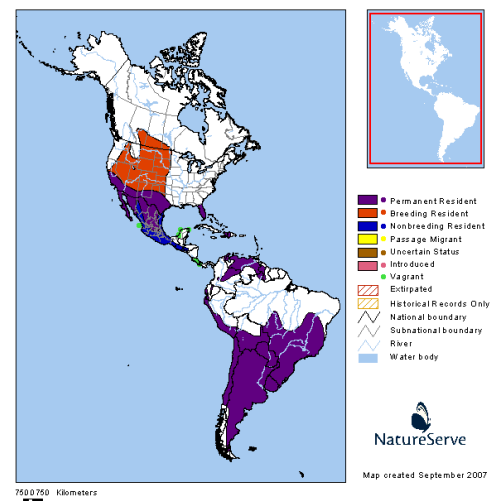 Permanent Resident
Breeding Resident
Nonbreeding Resident
Passage Migrant
Uncertain Status
Introduced
Vagrant
Extirpated
Historical Records Only
National boundary
Subnational boundary
River
Water body
NatureServe
Map created September 2007
750 0 750 Kilometers